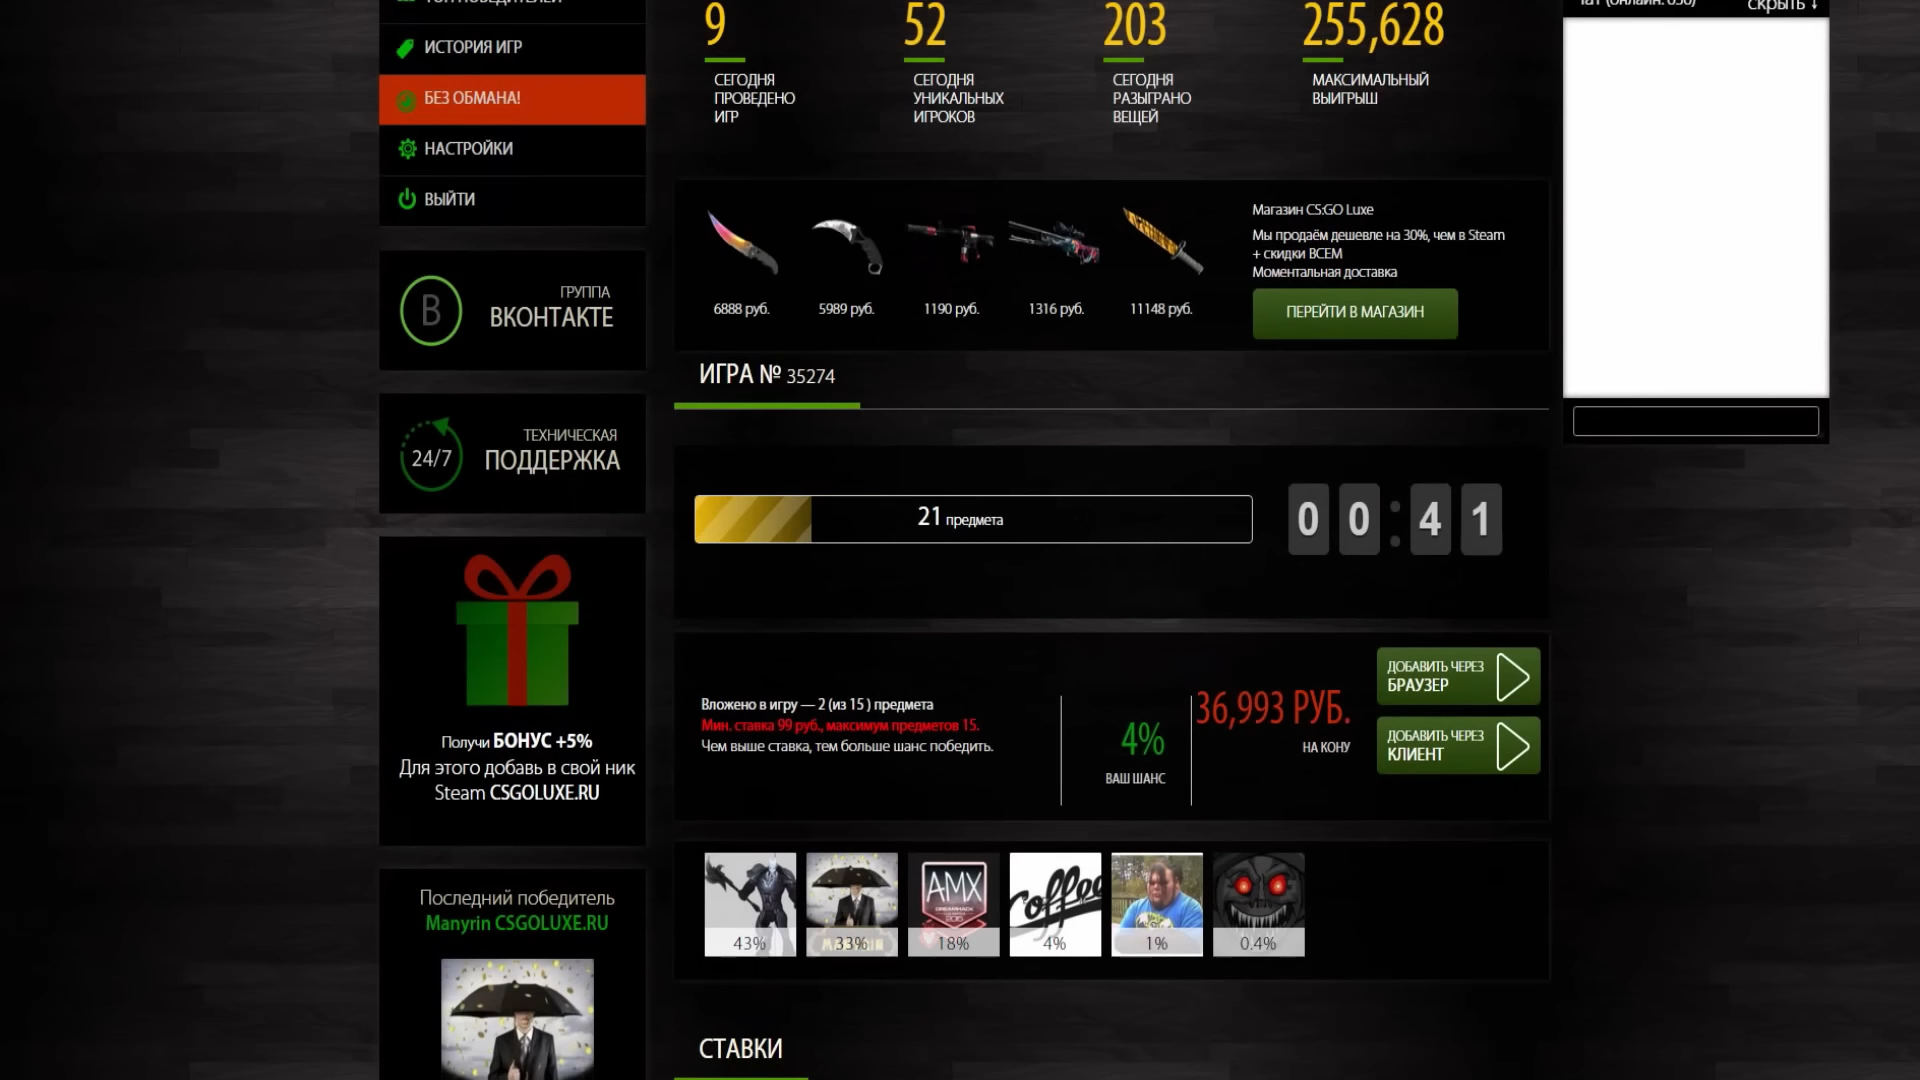 ТОП ПОБЕДИТЕЛЕЙ
ИСТОРИЯ ИГР
БЕЗ ОБМАНА!
НАСТРОЙКИ
ВЫЙТИ
ГРУППА
В ВКОНТАКТЕ
ТЕХНИЧЕСКАЯ
24/7 ПОДДЕРЖКА
Получи БОНУС +5%
Для этого добавь в свой ник
Steam CSGOLUXE.RU
Последний победитель
Manyrin CSGOLUXE.RU
9
СЕГОДНЯ
ПРОВЕДЕНО
ИГР
52
СЕГОДНЯ
УНИКАЛЬНЫХ
ИГРОКОВ
203
СЕГОДНЯ
РАЗЫГРАНО
ВЕЩЕЙ
255,628
МАКСИМАЛЬНЫЙ
ВЫИГРЫШ
6888 руб. 5989 руб. 1190 руб. 1316 руб. 11148 руб.
Магазин CS:GO Luxe
Мы продаём дешевле на 30%, чем в Steam
+ скидки ВСЕМ
Моментальная доставка
ПЕРЕЙТИ В МАГАЗИН
ИГРА № 35274
21 предмета
00:41
Вложено в игру — 2 (из 15 ) предмета
Мин. ставка 99 руб., максимум предметов 15.
Чем выше ставка, тем больше шанс победить.
4%
ВАШ ШАНС
36,993 РУБ.
НА КОНУ
ДОБАВИТЬ ЧЕРЕЗ
БРАУЗЕР
ДОБАВИТЬ ЧЕРЕЗ
КЛИЕНТ
AMX
DREAMHACK
2015
Coffee
43% 33% 18% 4% 1% 0.4%
СТАВКИ
скрыть ↓